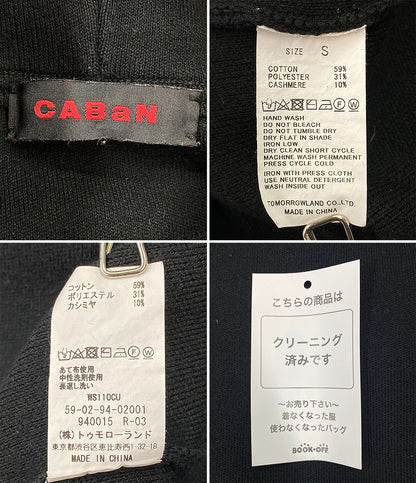 CABaN
SIZE S
COTTON 59%
POLYESTER 31%
CASHMERE 10%
HAND WASH
DO NOT BLEACH
DO NOT TUMBLE DRY
DRY FLAT IN SHADE
IRON LOW
DRY CLEAN SHORT CYCLE
MACHINE WASH PERMANENT
PRESS CYCLE COLD
IRON WITH PRESS CLOTH
USE NEUTRAL DETERGENT
WASH INSIDE OUT
TOMORROWLAND CO.,LTD.
MADE IN CHINA
コットン 59%
ポリエステル 31%
カシミヤ 10%
あて布使用
中性洗剤使用
裏返し洗い
WS110CU
59-02-94-02001
940015 R-03
(株)トゥモローランド
東京都渋谷区恵比寿西1-32-18
MADE IN CHINA
こちらの商品は
クリーニング
済みです
～お売り下さい～
着なくなった服
使わなくなったバッグ
BOOK・OFF